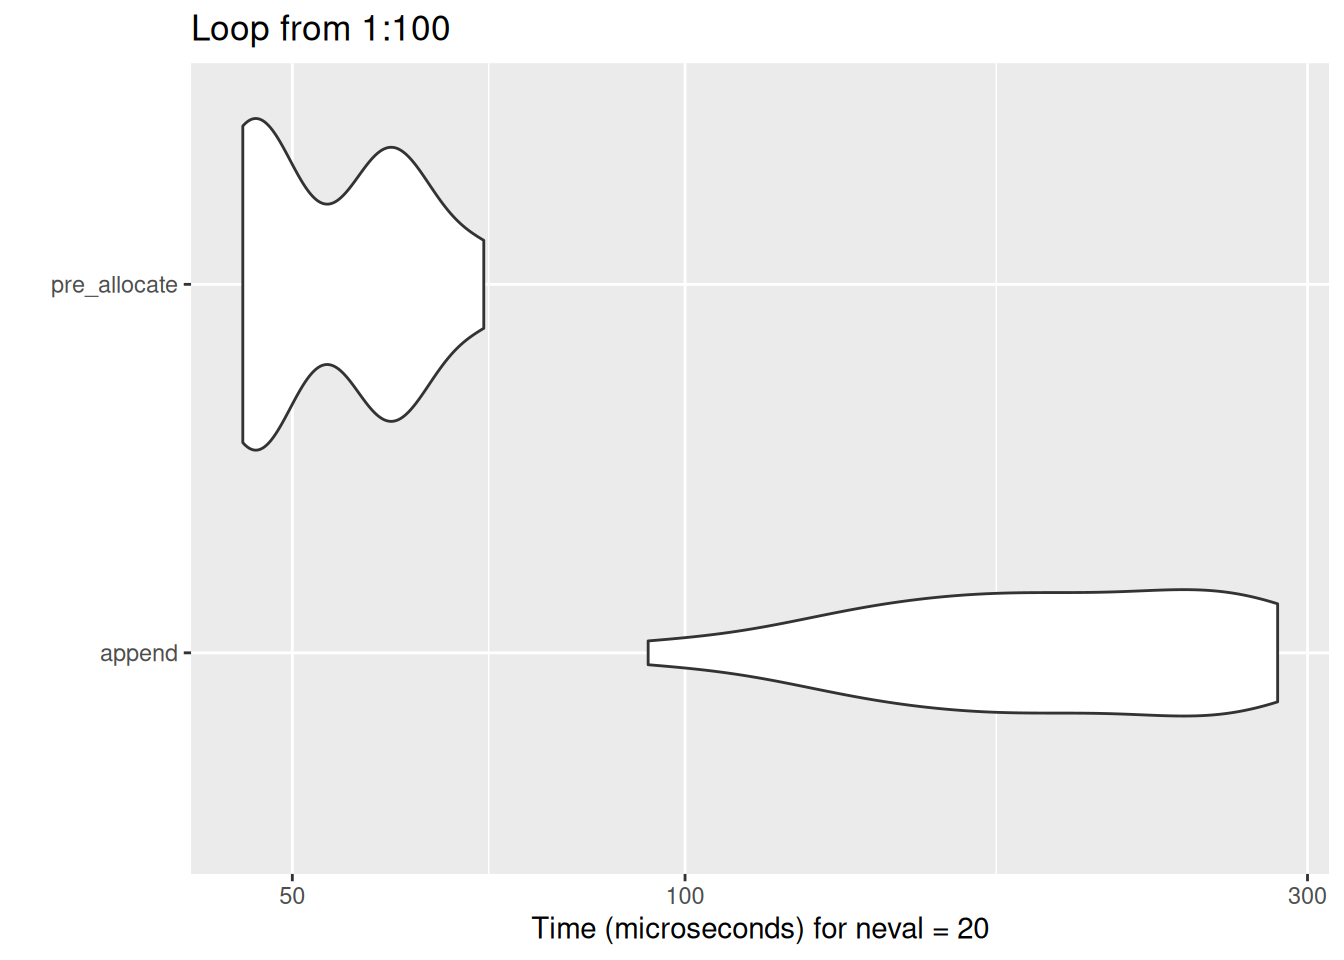 Loop from 1:100
pre_allocate
append
50
100
300
Time (microseconds) for neval = 20